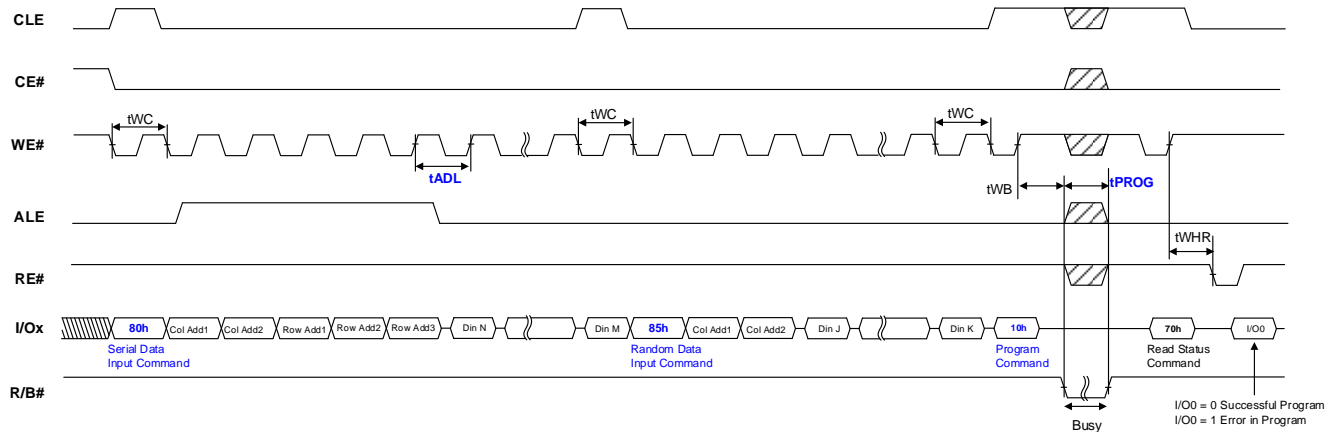 CLE
CE#
tWC
tWC
tWC
WE#
tADL
tWB
tPROG
ALE
tWHR
RE#
I/Ox
80h
Col Add1
Col Add2
Row Add1
Row Add2
Row Add3
Din N
Din M
85h
Col Add1
Col Add2
Din J
Din K
10h
70h
I/O0
Serial Data
Input Command
Random Data
Input Command
Program
Command
Read Status
Command
R/B#
Busy
I/O0 = 0 Successful Program
I/O0 = 1 Error in Program